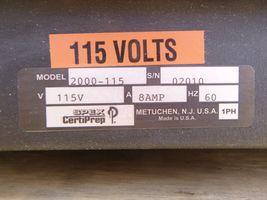 115 VOLTS
MODEL 2000-115 S/N 02010
V 115V A 8AMP HZ 60
SPEX CertiPrep METUCHEN, N.J. U.S.A. 1PH
Made in U.S.A.